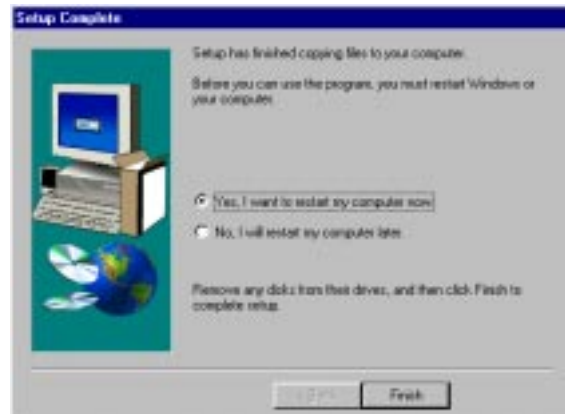 Setup Complete
Setup has finished copying files to your computer.
Before you can use the program, you must restart Windows or
your computer.
Yes, I want to restart my computer now.
No, I will restart my computer later.
Remove any disks from their drives, and then click Finish to
complete setup.
Finish